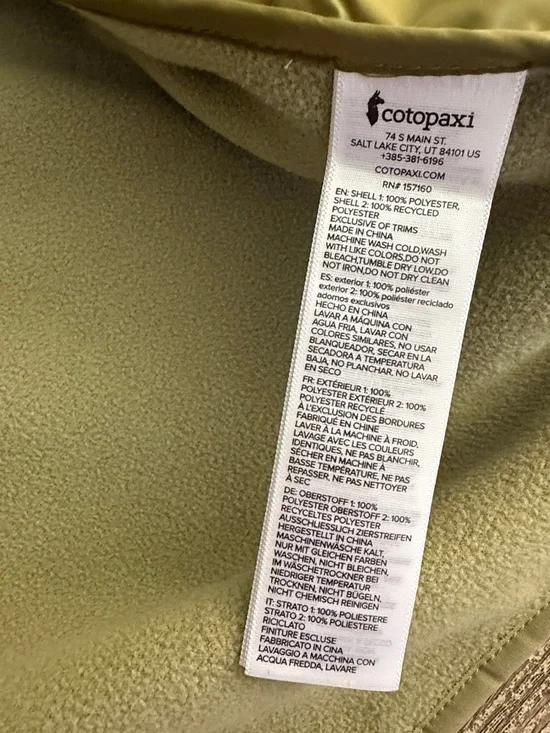 cotopaxi
74 S MAIN ST.
SALT LAKE CITY, UT 84101 US
+385-381-6196
COTOPAXI.COM
RN# 157160
EN: SHELL 1: 100% POLYESTER,
SHELL 2: 100% RECYCLED
POLYESTER
EXCLUSIVE OF TRIMS
MADE IN CHINA
MACHINE WASH COLD,WASH
WITH LIKE COLORS,DO NOT
BLEACH,TUMBLE DRY LOW,DO
NOT IRON,DO NOT DRY CLEAN
ES: exterior 1: 100% poliéster
exterior 2: 100% poliéster reciclado
adornos exclusivos
HECHO EN CHINA
LAVAR A MÁQUINA CON
AGUA FRIA, LAVAR CON
COLORES SIMILARES, NO USAR
BLANQUEADOR, SECAR EN LA
SECADORA A TEMPERATURA
BAJA, NO PLANCHAR, NO LAVAR
EN SECO
FR: EXTÉRIEUR 1: 100%
POLYESTER EXTÉRIEUR 2: 100%
POLYESTER RECYCLÉ
À L'EXCLUSION DES BORDURES
FABRIQUÉ EN CHINE
LAVER À LA MACHINE À FROID,
LAVAGE AVEC LES COULEURS
IDENTIQUES, NE PAS BLANCHIR,
SÉCHER EN MACHINE À
BASSE TEMPÉRATURE, NE PAS
REPASSER, NE PAS NETTOYER
À SEC
DE: OBERSTOFF 1: 100%
POLYESTER OBERSTOFF 2: 100%
RECYCELTES POLYESTER
AUSSCHLIESSLICH ZIERSTREIFEN
HERGESTELLT IN CHINA
MASCHINENWÄSCHE KALT,
NUR MIT GLEICHEN FARBEN
WASCHEN, NICHT BLEICHEN,
IM WÄSCHETROCKNER BEI
NIEDRIGER TEMPERATUR
TROCKNEN, NICHT BÜGELN,
NICHT CHEMISCH REINIGEN
IT: STRATO 1: 100% POLIESTERE
STRATO 2: 100% POLIESTERE
RICICLATO
FINITURE ESCLUSE
FABBRICATO IN CINA
LAVAGGIO A MACCHINA CON
ACQUA FREDDA, LAVARE